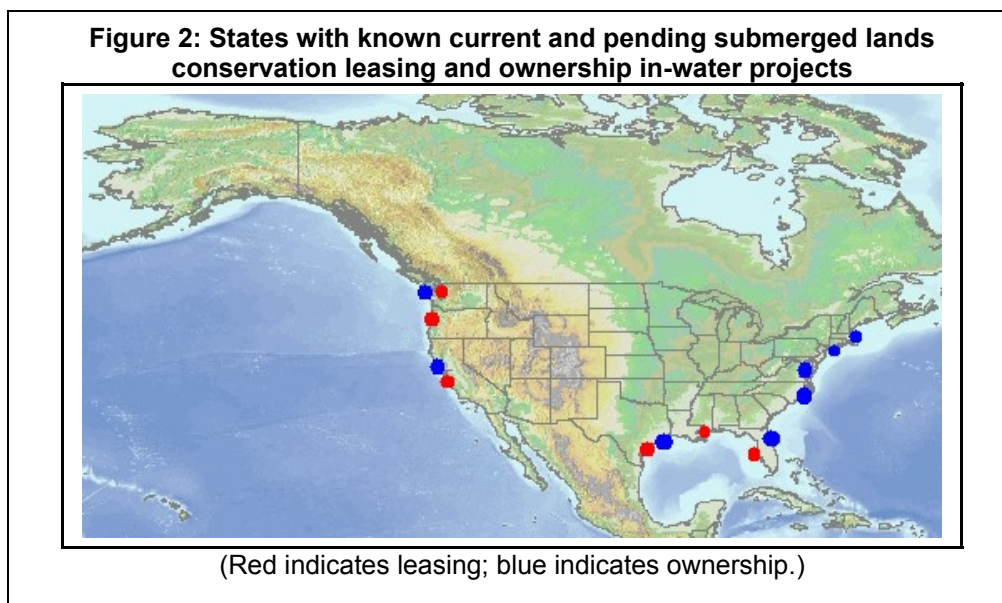 Figure 2: States with known current and pending submerged lands
conservation leasing and ownership in-water projects
(Red indicates leasing; blue indicates ownership.)